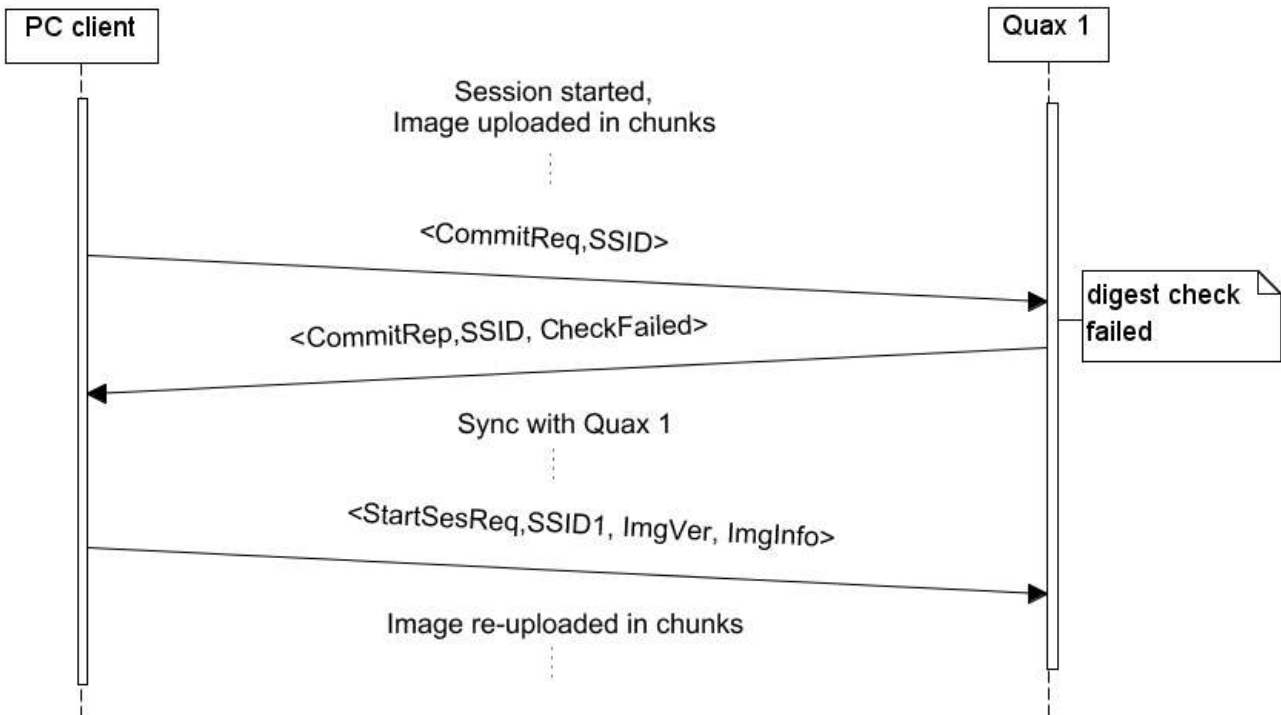 PC client
Quax 1
Session started,
Image uploaded in chunks
<CommitReq,SSID>
digest check
failed
<CommitRep,SSID, CheckFailed>
Sync with Quax 1
<StartSesReq,SSID1, ImgVer, ImgInfo>
Image re-uploaded in chunks